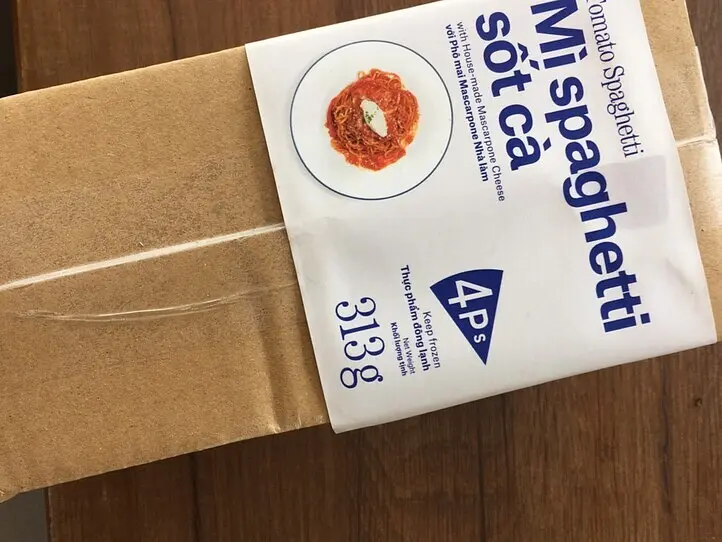 Tomato Spaghetti
Mì spaghetti
sốt cà
with House-made Mascarpone Cheese
với Phô mai Mascarpone Nhà làm
4Ps
Keep frozen
Thực phẩm đông lạnh
Net Weight
Khối lượng tịnh
313g